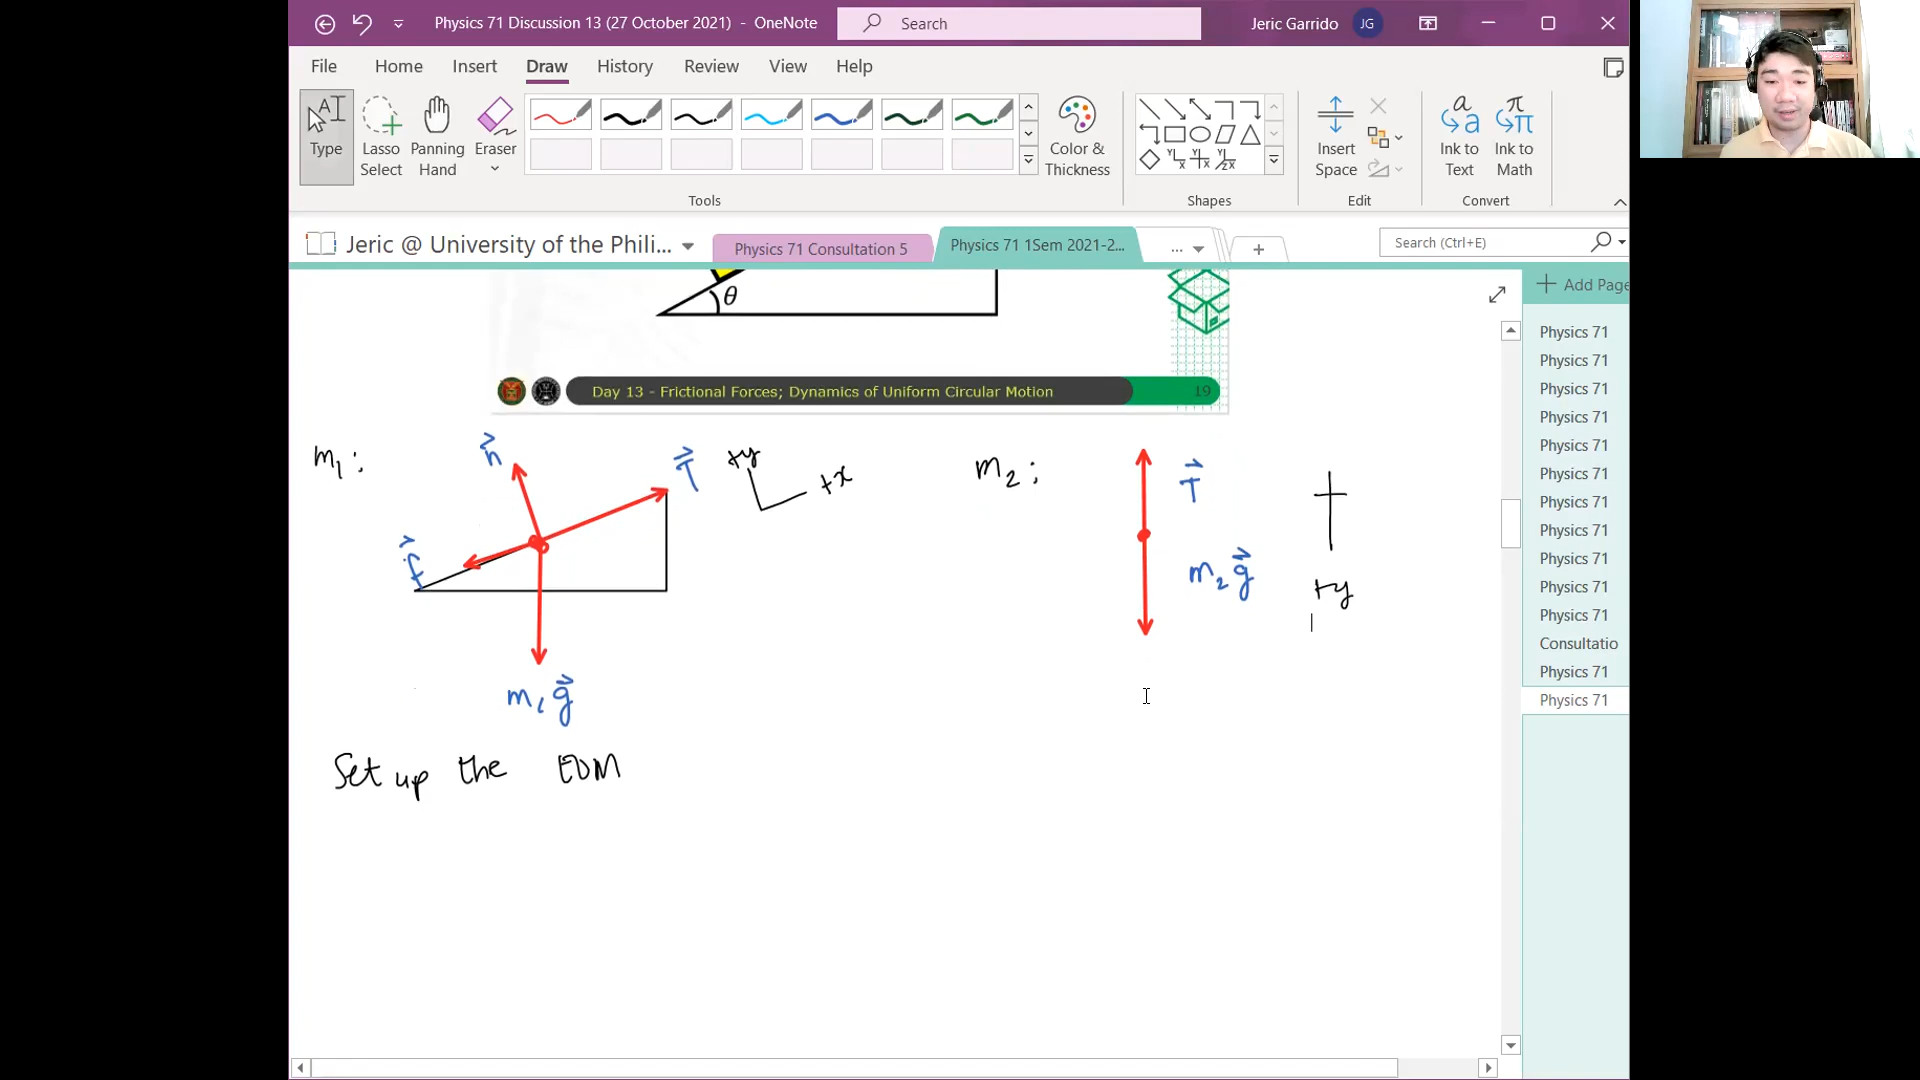 Physics 71 Discussion 13 (27 October 2021) - OneNote
Search
Jeric Garrido
JG
File
Home
Insert
Draw
History
Review
View
Help
Type
Lasso Select
Panning Hand
Eraser
Color & Thickness
Insert Space
Ink to Text
Ink to Math
Tools
Shapes
Edit
Convert
Jeric @ University of the Phili...
Physics 71 Consultation 5
Physics 71 1Sem 2021-2...
...
Search (Ctrl+E)
Add Page
θ
Day 13 - Frictional Forces; Dynamics of Uniform Circular Motion
19
m₁:
n⃗
T⃗
+y
+x
f⃗
m₁g⃗
m₂:
T⃗
m₂g⃗
+y
Set up the EOM
Physics 71
Physics 71
Physics 71
Physics 71
Physics 71
Physics 71
Physics 71
Physics 71
Physics 71
Physics 71
Physics 71
Consultatio
Physics 71
Physics 71